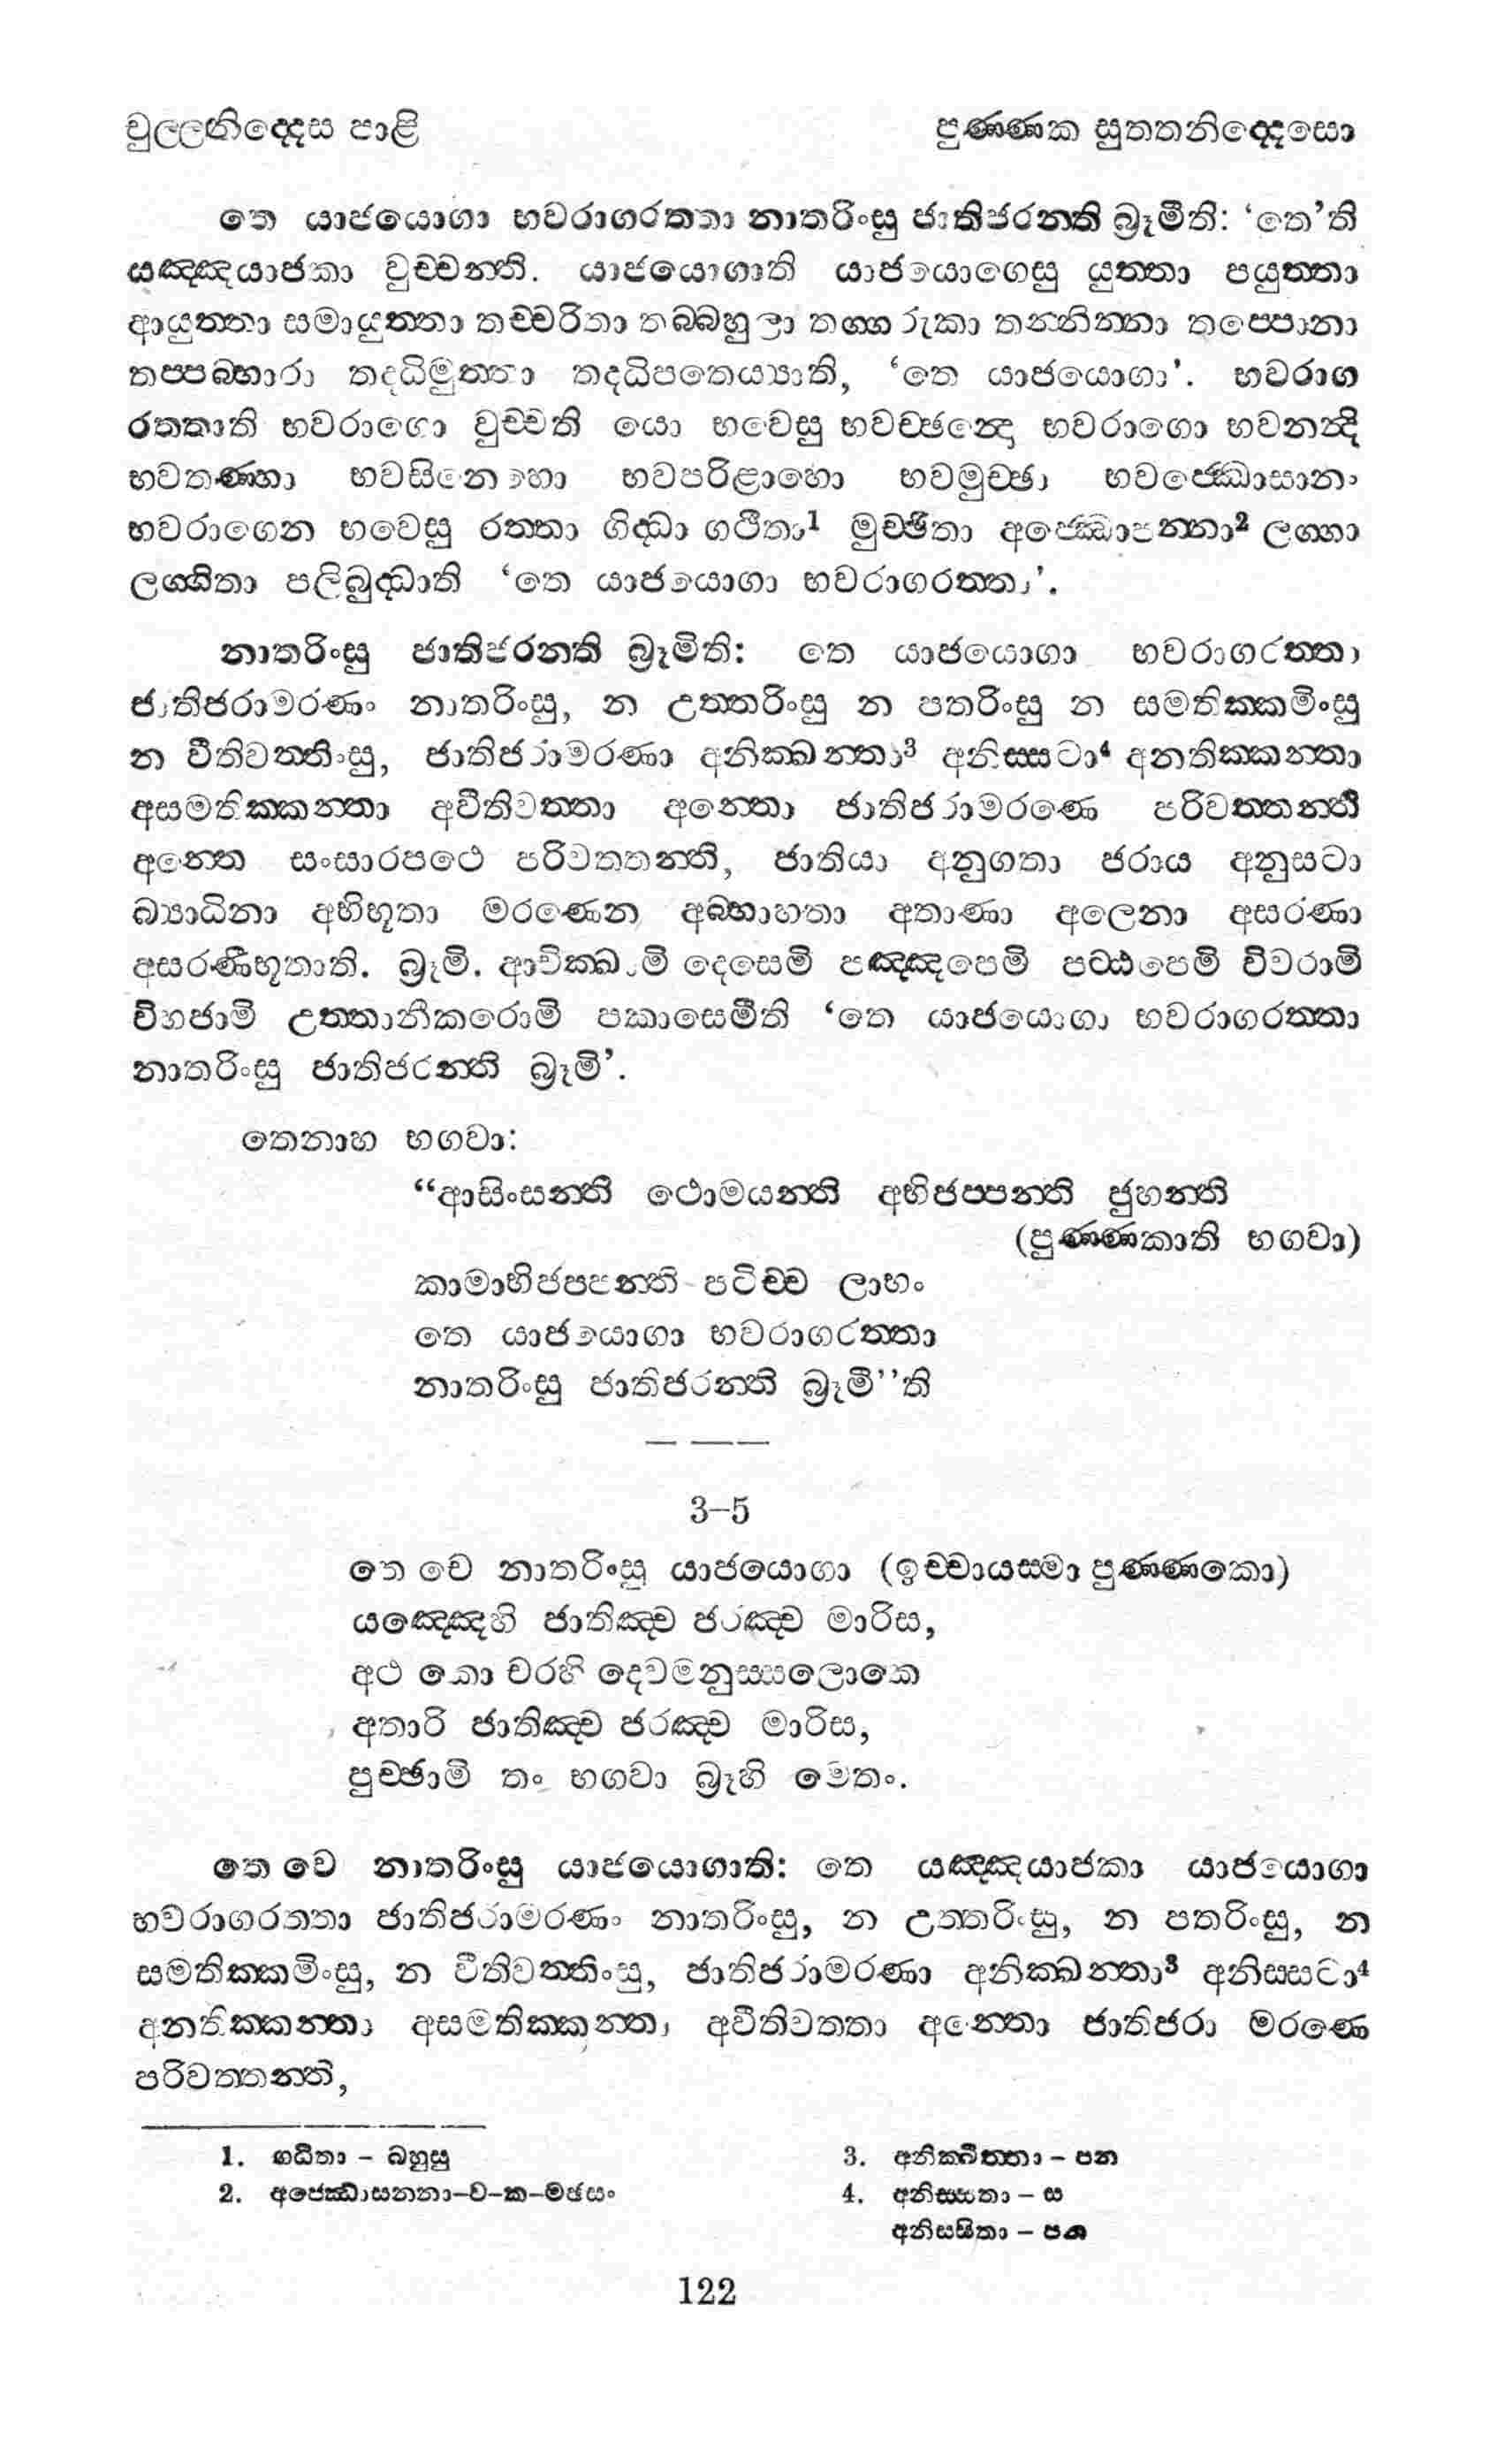 චුල්ලනිද්දෙස පාළි
පුණ්ණක සුත්තනිද්දෙසො
තෙ යාජයොගා භවරාගරත්තා නාතරිංසු ජාතිජරන්ති බ්‍රෑමීති: ‘තෙ’ති
යඤ්ඤයාජකා වුච්චන්ති. යාජයොගාති යාජයොගෙසු යුත්තා පයුත්තා
ආයුත්තා සමායුත්තා තච්චරිතා තබ්බහුලා තග්ගරුකා තන්නින්නා තප්පොනා
තප්පබ්භාරා තදධිමුත්තා තදධිපතෙය්‍යාති, ‘තෙ යාජයොගා’. භවරාග
රත්තාති භවරාගො වුච්චති යො භවෙසු භවච්ඡන්දො භවරාගො භවනන්දි
භවතණ්හා භවසිනෙහො භවපරිළාහො භවමුච්ඡා භවජ්ඣොසානං
භවරාගෙන භවෙසු රත්තා ගිද්ධා ගථිතා1 මුච්ඡිතා අජ්ඣොපන්නා2 ලග්ගා
ලග්ගිතා පලිබුද්ධාති ‘තෙ යාජයොගා භවරාගරත්තා’.
නාතරිංසු ජාතිජරන්ති බ්‍රෑමිති: තෙ යාජයොගා භවරාගරත්තා
ජාතිජරාමරණං නාතරිංසු, න උත්තරිංසු න පතරිංසු න සමතික්කමිංසු
න වීතිවත්තිංසු, ජාතිජරාමරණා අනික්ඛන්තා3 අනිස්සටා4 අනතික්කන්තා
අසමතික්කන්තා අවීතිවත්තා අන්තො ජාතිජරාමරණෙ පරිවත්තන්ති
අන්තෙ සංසාරපථෙ පරිවත්තන්ති, ජාතියා අනුගතා ජරාය අනුසටා
බ්‍යාධිනා අභිභූතා මරණෙන අබ්භාහතා අතාණා අලෙනා අසරණා
අසරණීභූතාති. බ්‍රෑමි. ආචික්ඛාමි දෙසෙමි පඤ්ඤපෙමි පට්ඨපෙමි විවරාමි
විභජාමි උත්තානීකරොමි පකාසෙමීති ‘තෙ යාජයොගා භවරාගරත්තා
නාතරිංසු ජාතිජරන්ති බ්‍රෑමි’.
තෙනාහ භගවා:
“ආසිංසන්ති ථොමයන්ති අභිජප්පන්ති ජුහන්ති
(පුණ්ණකාති භගවා)
කාමාභිජප්පන්ති පටිච්ච ලාභං
තෙ යාජයොගා භවරාගරත්තා
නාතරිංසු ජාතිජරන්ති බ්‍රෑමි”ති
3–5
තෙ චෙ නාතරිංසු යාජයොගා (ඉච්චායස්මා පුණ්ණකො)
යඤ්ඤෙහි ජාතිඤ්ච ජරඤ්ච මාරිස,
අථ කො චරහි දෙවමනුස්සලොකෙ
අතාරි ජාතිඤ්ච ජරඤ්ච මාරිස,
පුච්ඡාමි තං භගවා බ්‍රෑහි මෙතං.
තෙ චෙ නාතරිංසු යාජයොගාති: තෙ යඤ්ඤයාජකා යාජයොගා
භවරාගරත්තා ජාතිජරාමරණං නාතරිංසු, න උත්තරිංසු, න පතරිංසු, න
සමතික්කමිංසු, න වීතිවත්තිංසු, ජාතිජරාමරණා අනික්ඛන්තා3 අනිස්සටා4
අනතික්කන්තා අසමතික්කන්තා අවීතිවත්තා අන්තො ජාතිජරා මරණෙ
පරිවත්තන්ති,
1. ගධිතා – බහුසු
2. අජ්ඣොසන්නා–ව–ක–මඡසං
3. අනික්ඛිත්තා – පන
4. අනිස්සතා – ස
අනිස්සිතා – පන
122